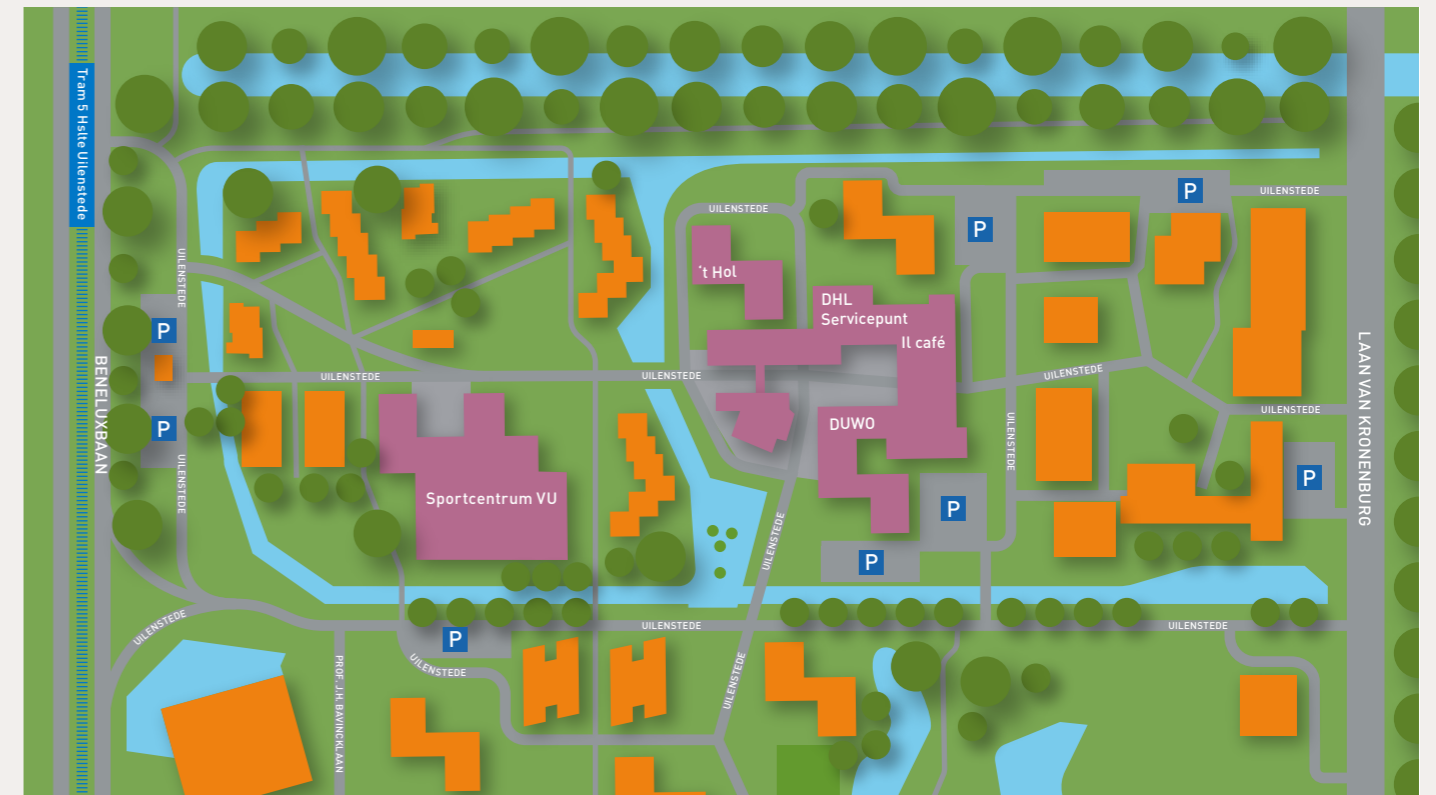 Tram 5 Hslte Uilenstede
BENELUXBAAN
LAAN VAN KRONENBURG
P
UILENSTEDE
UILENSTEDE
P
UILENSTEDE
't Hol
DHL
Servicepunt
Il café
P
P
UILENSTEDE
UILENSTEDE
UILENSTEDE
UILENSTEDE
P
DUWO
UILENSTEDE
UILENSTEDE
Sportcentrum VU
P
P
UILENSTEDE
P
UILENSTEDE
UILENSTEDE
UILENSTEDE
P
UILENSTEDE
PROF. J.H. BAVINCKLAAN
UILENSTEDE